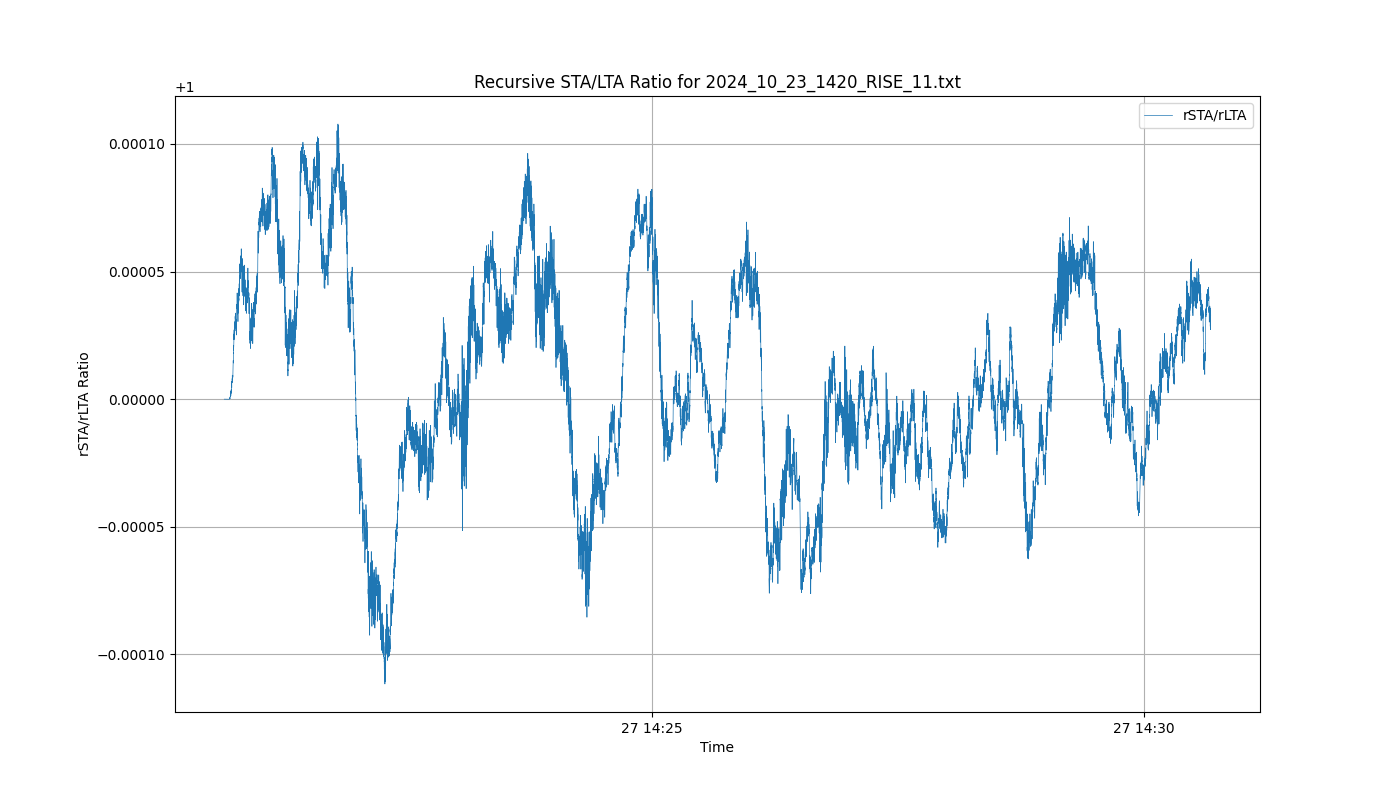 Recursive STA/LTA Ratio for 2024_10_23_1420_RISE_11.txt
+1
rSTA/rLTA
0.00010
0.00005
0.00000
−0.00005
−0.00010
rSTA/rLTA Ratio
27 14:25
27 14:30
Time